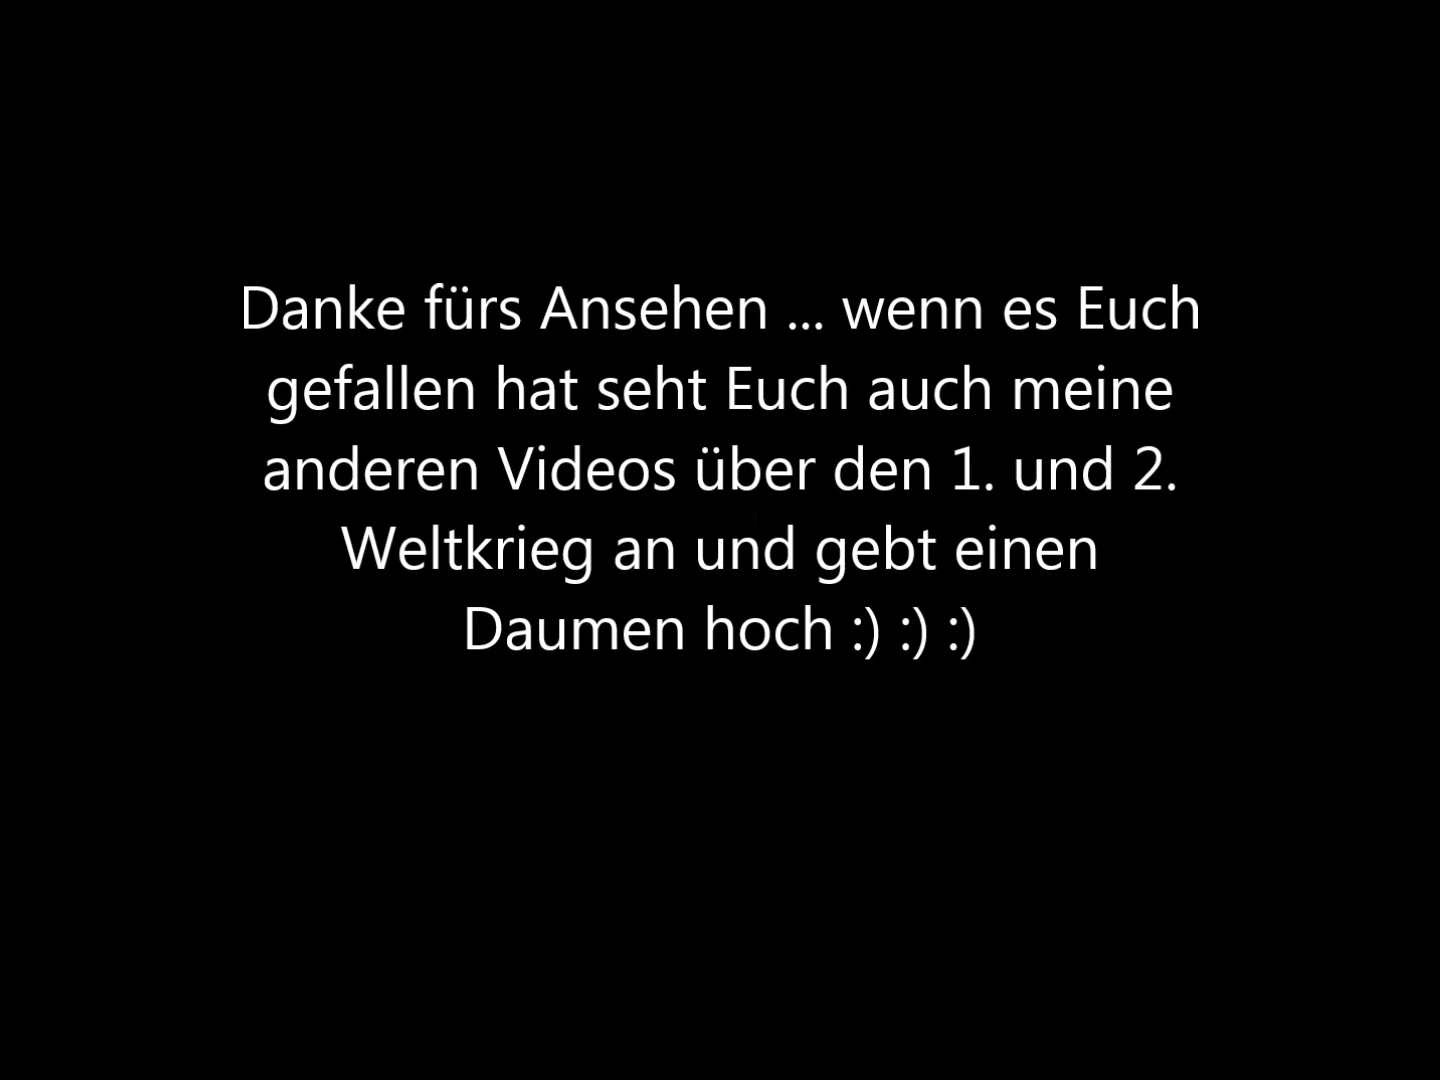 Danke fürs Ansehen ... wenn es Euch
gefallen hat seht Euch auch meine
anderen Videos über den 1. und 2.
Weltkrieg an und gebt einen
Daumen hoch :) :) :)